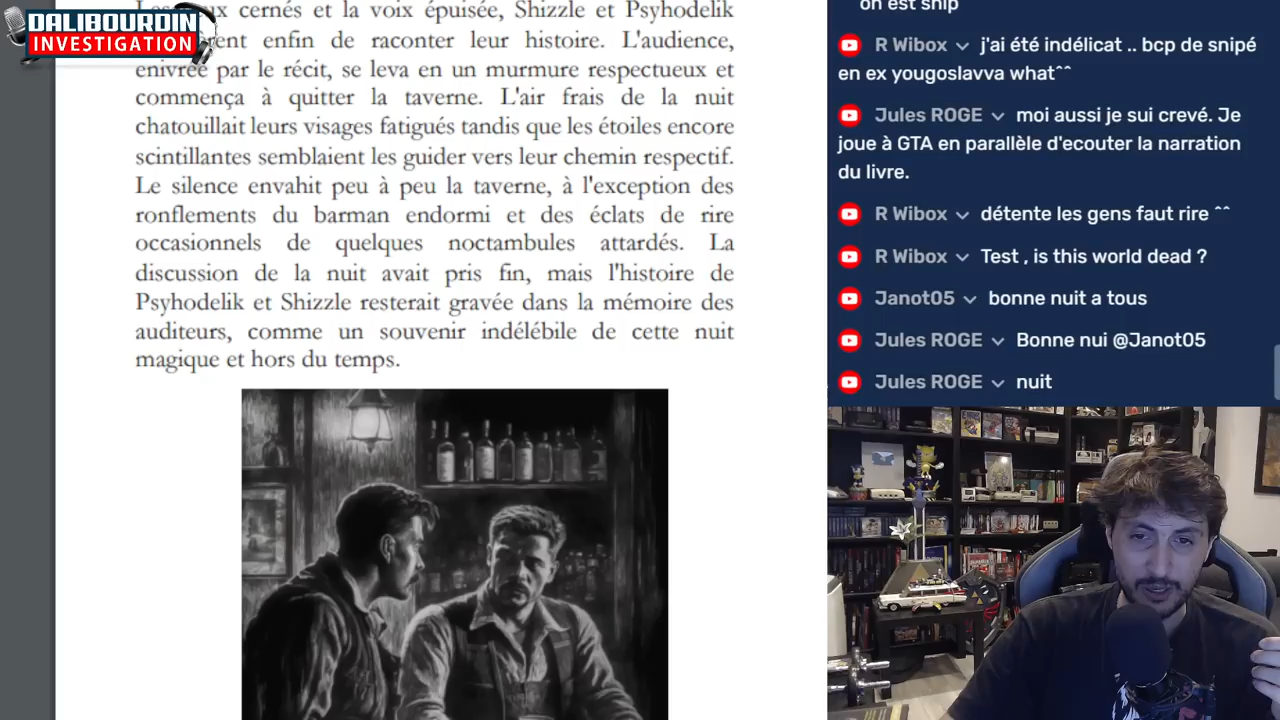 DALIBOURDIN
INVESTIGATION
cernés et la voix épuisée, Shizzle et Psyhodelik
enfin de raconter leur histoire. L'audience,
enivrée par le récit, se leva en un murmure respectueux et
commença à quitter la taverne. L'air frais de la nuit
chatouillait leurs visages fatigués tandis que les étoiles encore
scintillantes semblaient les guider vers leur chemin respectif.
Le silence envahit peu à peu la taverne, à l'exception des
ronflements du barman endormi et des éclats de rire
occasionnels de quelques noctambules attardés. La
discussion de la nuit avait pris fin, mais l'histoire de
Psyhodelik et Shizzle resterait gravée dans la mémoire des
auditeurs, comme un souvenir indélébile de cette nuit
magique et hors du temps.
on est snip
R Wibox j'ai été indélicat .. bcp de snipé
en ex yougoslavva what^^
Jules ROGE moi aussi je sui crevé. Je
joue à GTA en parallèle d'ecouter la narration
du livre.
R Wibox détente les gens faut rire ^^
R Wibox Test , is this world dead ?
Janot05 bonne nuit a tous
Jules ROGE Bonne nui @Janot05
Jules ROGE nuit